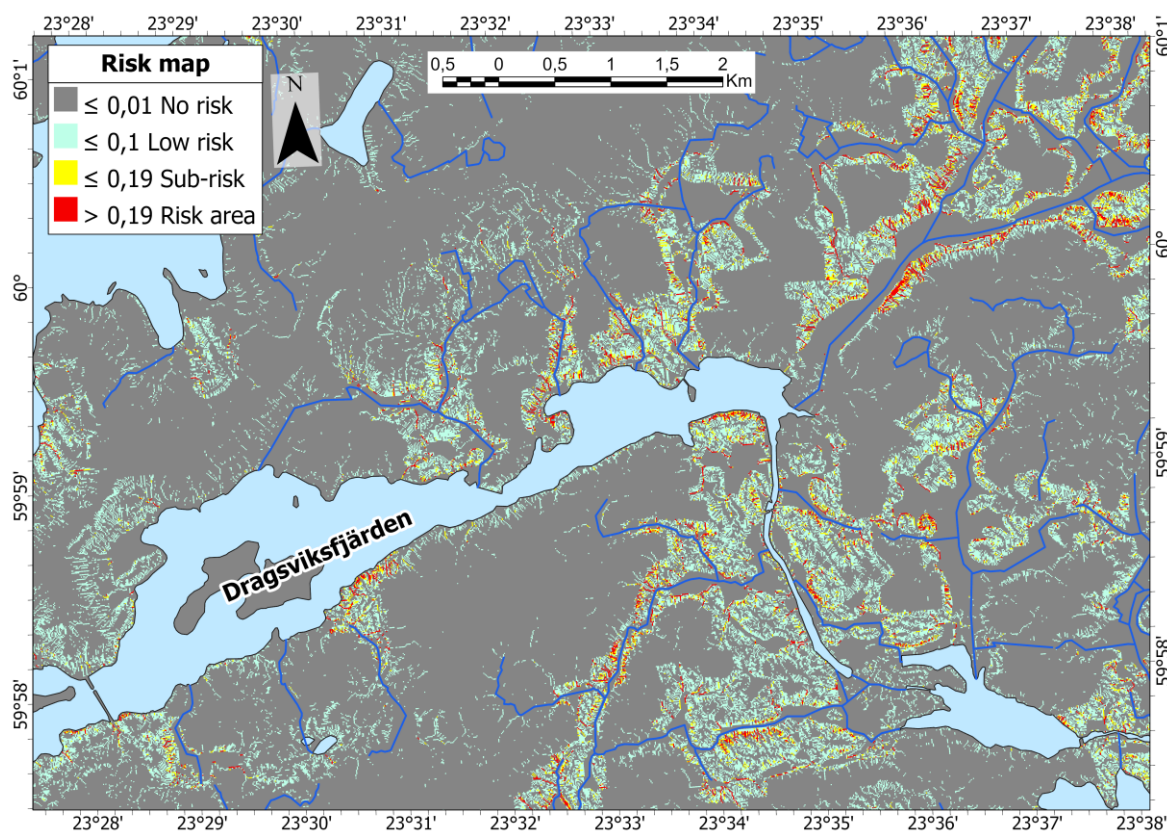 23°28' 23°29' 23°30' 23°31' 23°32' 23°33' 23°34' 23°35' 23°36' 23°37' 23°38'
60°1'
60°1'
Risk map
≤ 0,01 No risk
≤ 0,1 Low risk
≤ 0,19 Sub-risk
> 0,19 Risk area
N
0,5 0 0,5 1 1,5 2
Km
60°
60°
59°59'
59°59'
Dragsviksfjärden
59°58'
59°58'
23°28' 23°29' 23°30' 23°31' 23°32' 23°33' 23°34' 23°35' 23°36' 23°37' 23°38'